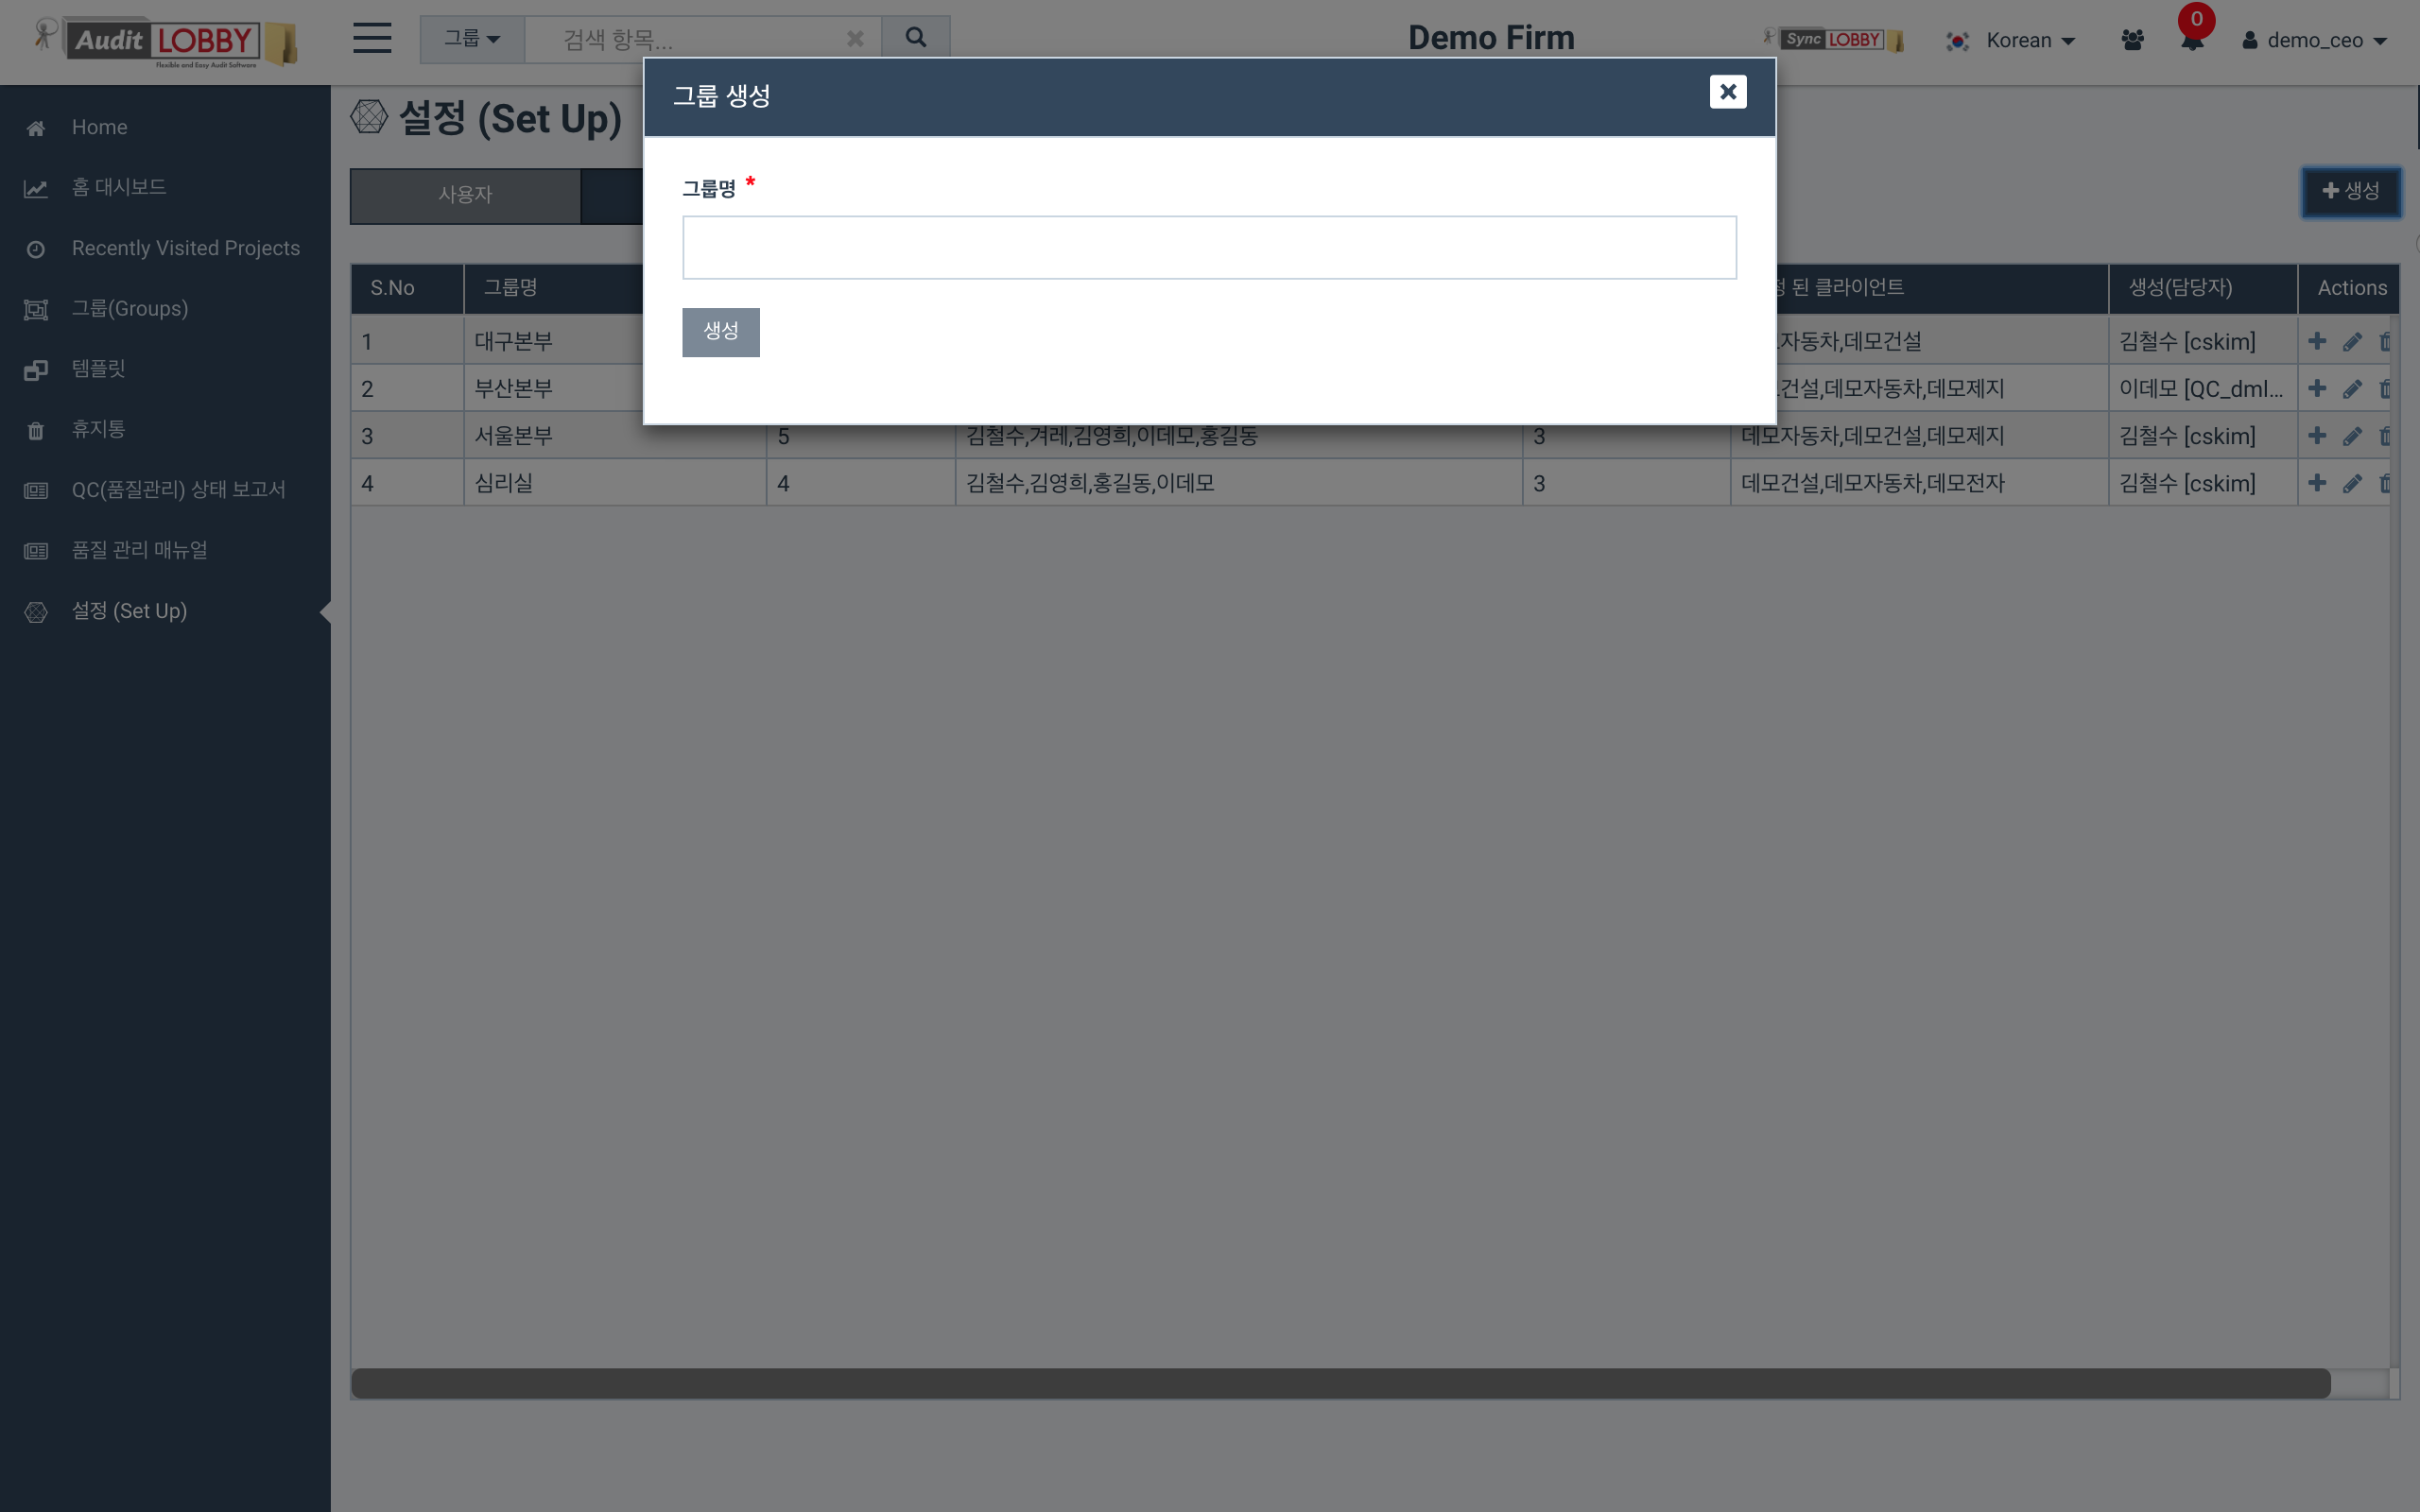 Audit LOBBY
Flexible and Easy Audit Software
그룹
검색 항목...
Demo Firm
Sync LOBBY
Korean
0
demo_ceo
Home
홈 대시보드
Recently Visited Projects
그룹(Groups)
템플릿
휴지통
QC(품질관리) 상태 보고서
품질 관리 매뉴얼
설정 (Set Up)
설정 (Set Up)
사용자
생성
그룹 생성
그룹명 *
생성
S.No 그룹명 된 클라이언트 생성(담당자) Actions
1 대구본부 자동차,데모건설 김철수 [cskim]
2 부산본부 건설,데모자동차,데모제지 이데모 [QC_dml...
3 서울본부 5 김철수,겨레,김영희,이데모,홍길동 3 데모자동차,데모건설,데모제지 김철수 [cskim]
4 심리실 4 김철수,김영희,홍길동,이데모 3 데모건설,데모자동차,데모전자 김철수 [cskim]